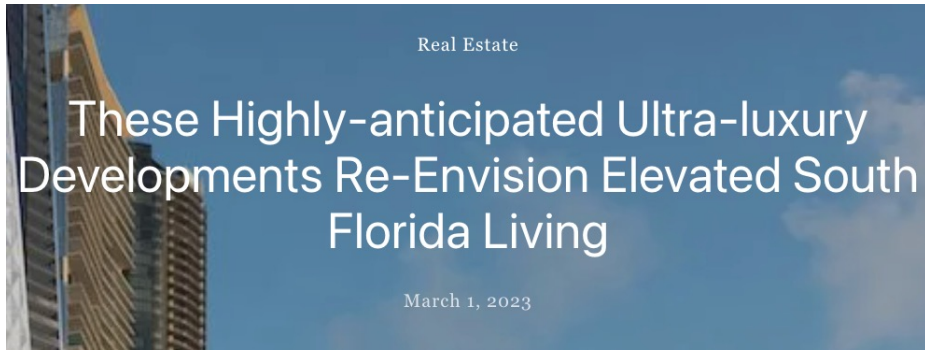 Real Estate
These Highly-anticipated Ultra-luxury
Developments Re-Envision Elevated South
Florida Living
March 1, 2023